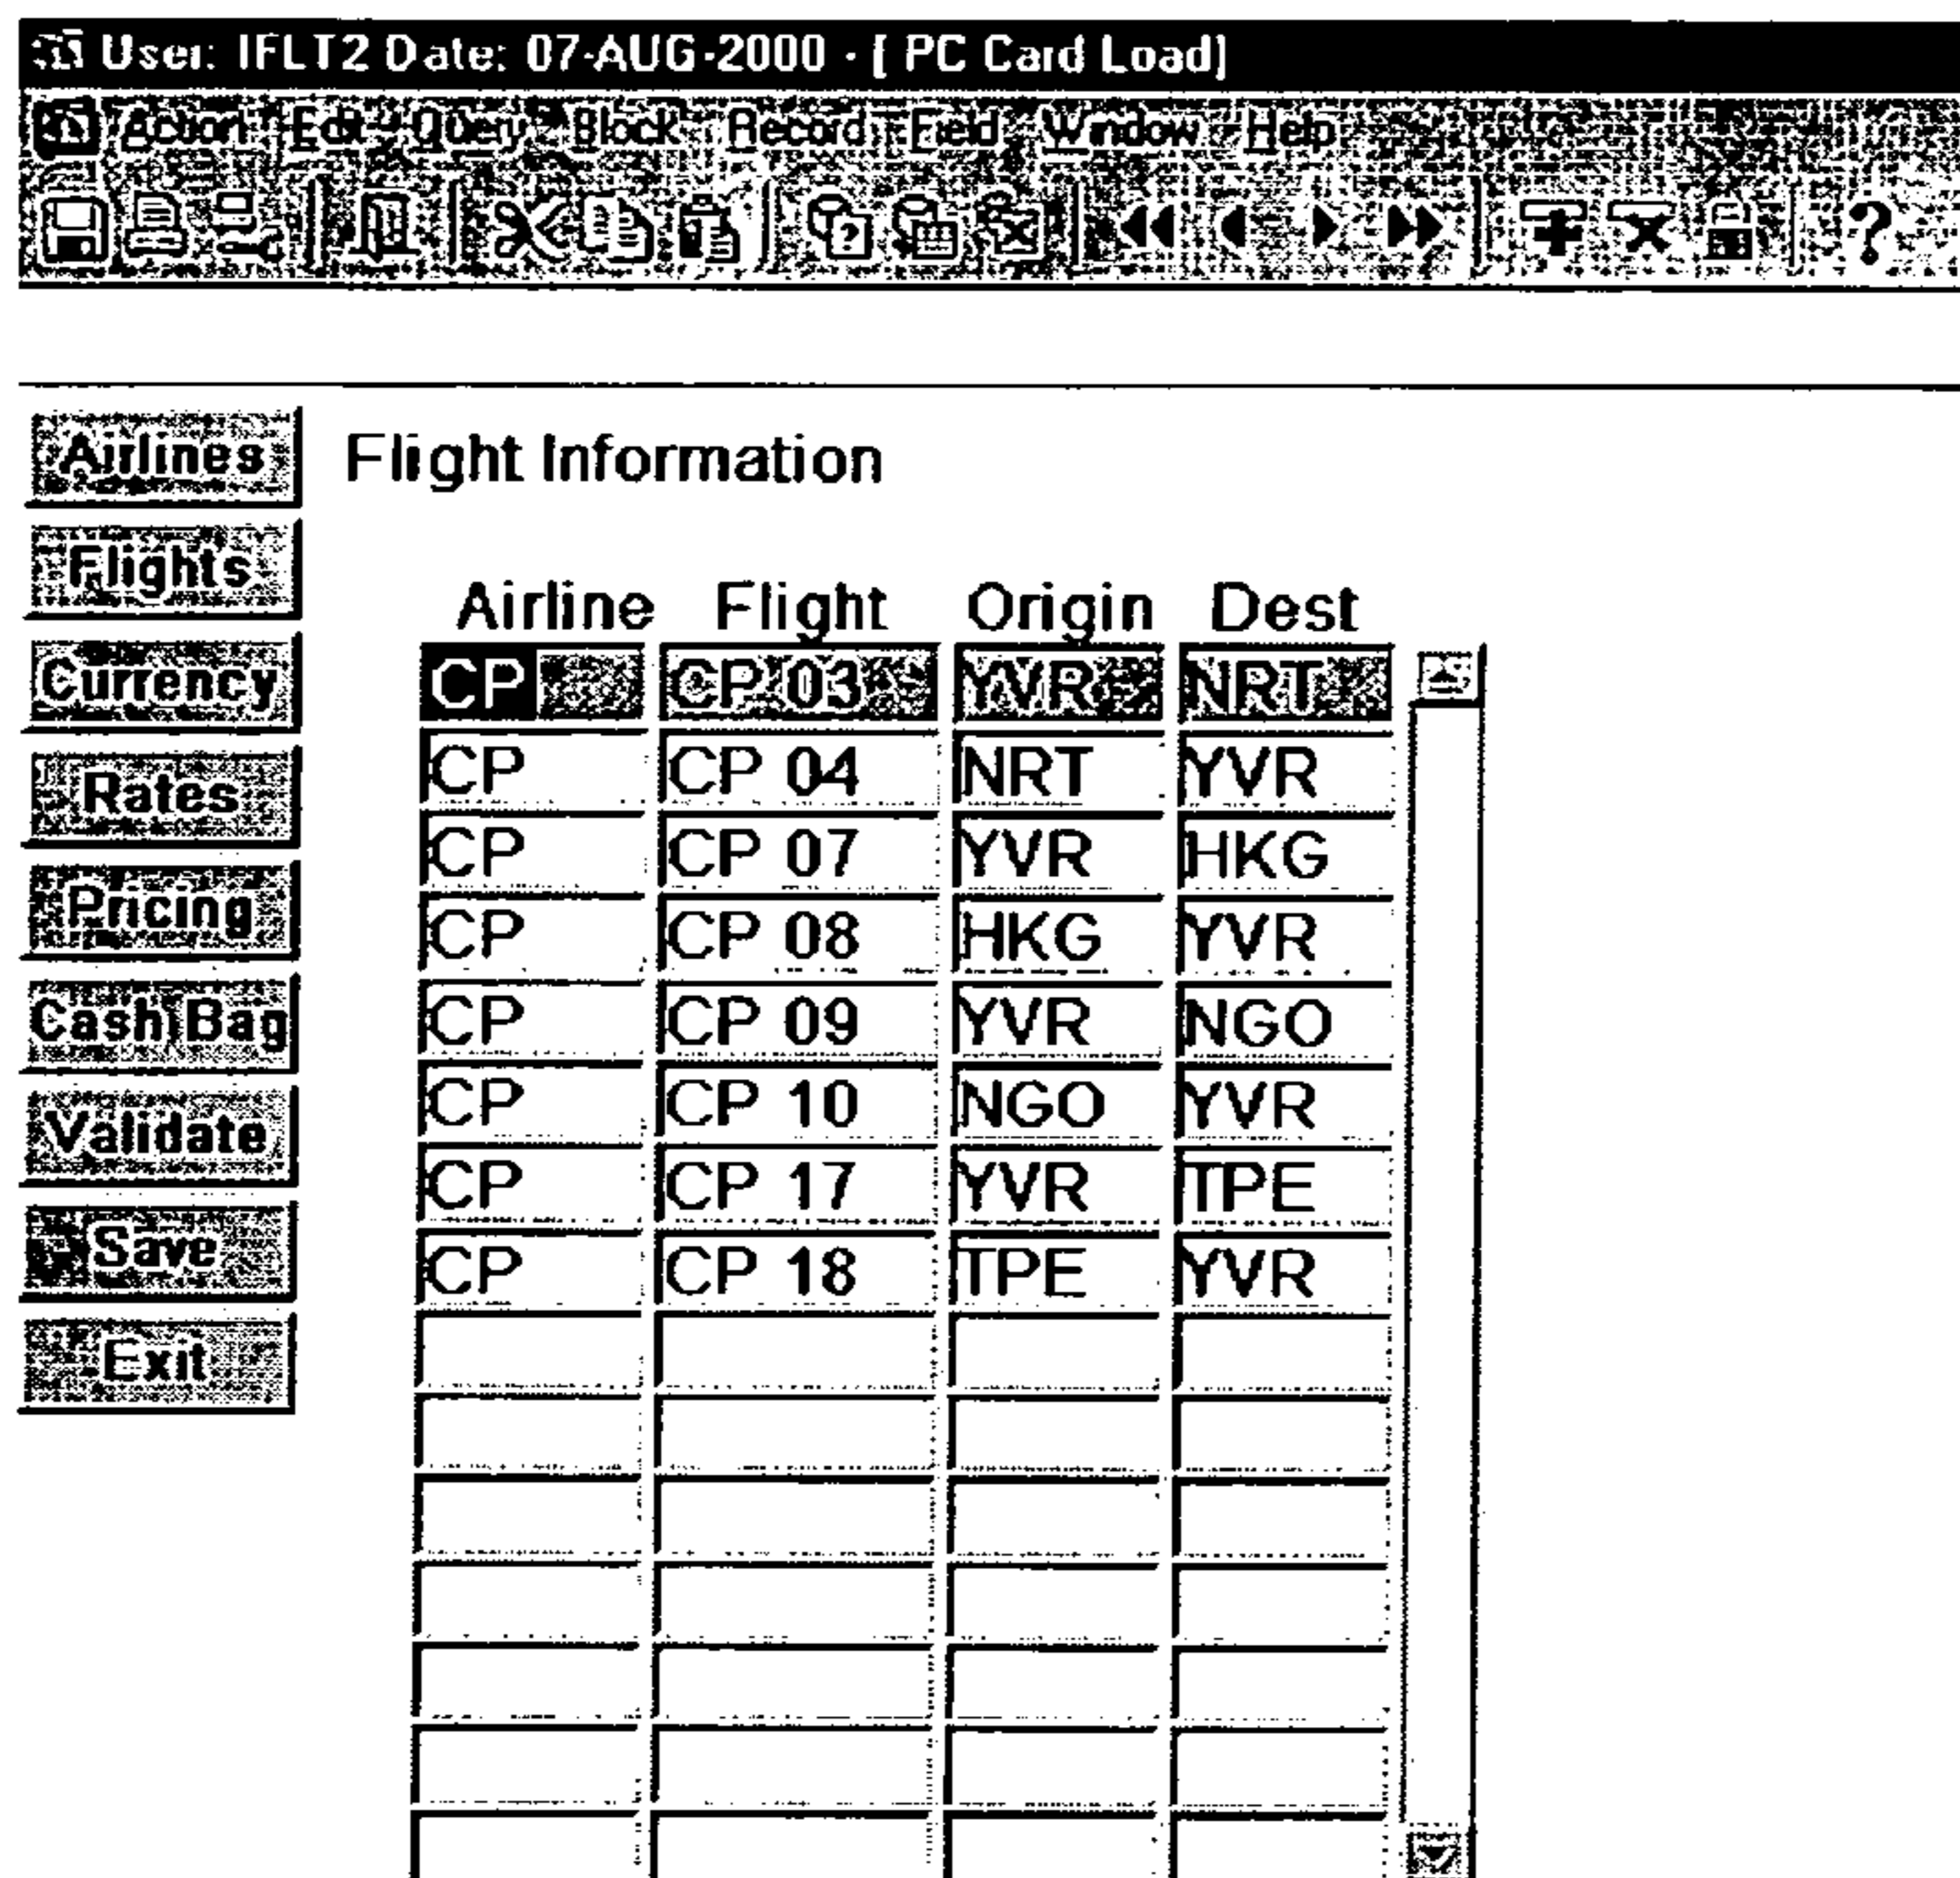 User: IFLT2 Date: 07-AUG-2000 - [ PC Card Load]
Action Edit Query Block Record Field Window Help
Airlines
Flights
Currency
Rates
Pricing
Cash Bag
Validate
Save
Exit
Flight Information
Airline Flight Origin Dest
CP CP 03 YVR NRT
CP CP 04 NRT YVR
CP CP 07 YVR HKG
CP CP 08 HKG YVR
CP CP 09 YVR NGO
CP CP 10 NGO YVR
CP CP 17 YVR TPE
CP CP 18 TPE YVR